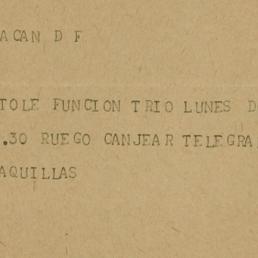 ACAN D F
TOLE FUNCION TRIO LUNES D
.30 RUEGO CANJEAR TELEGRA
AQUILLAS